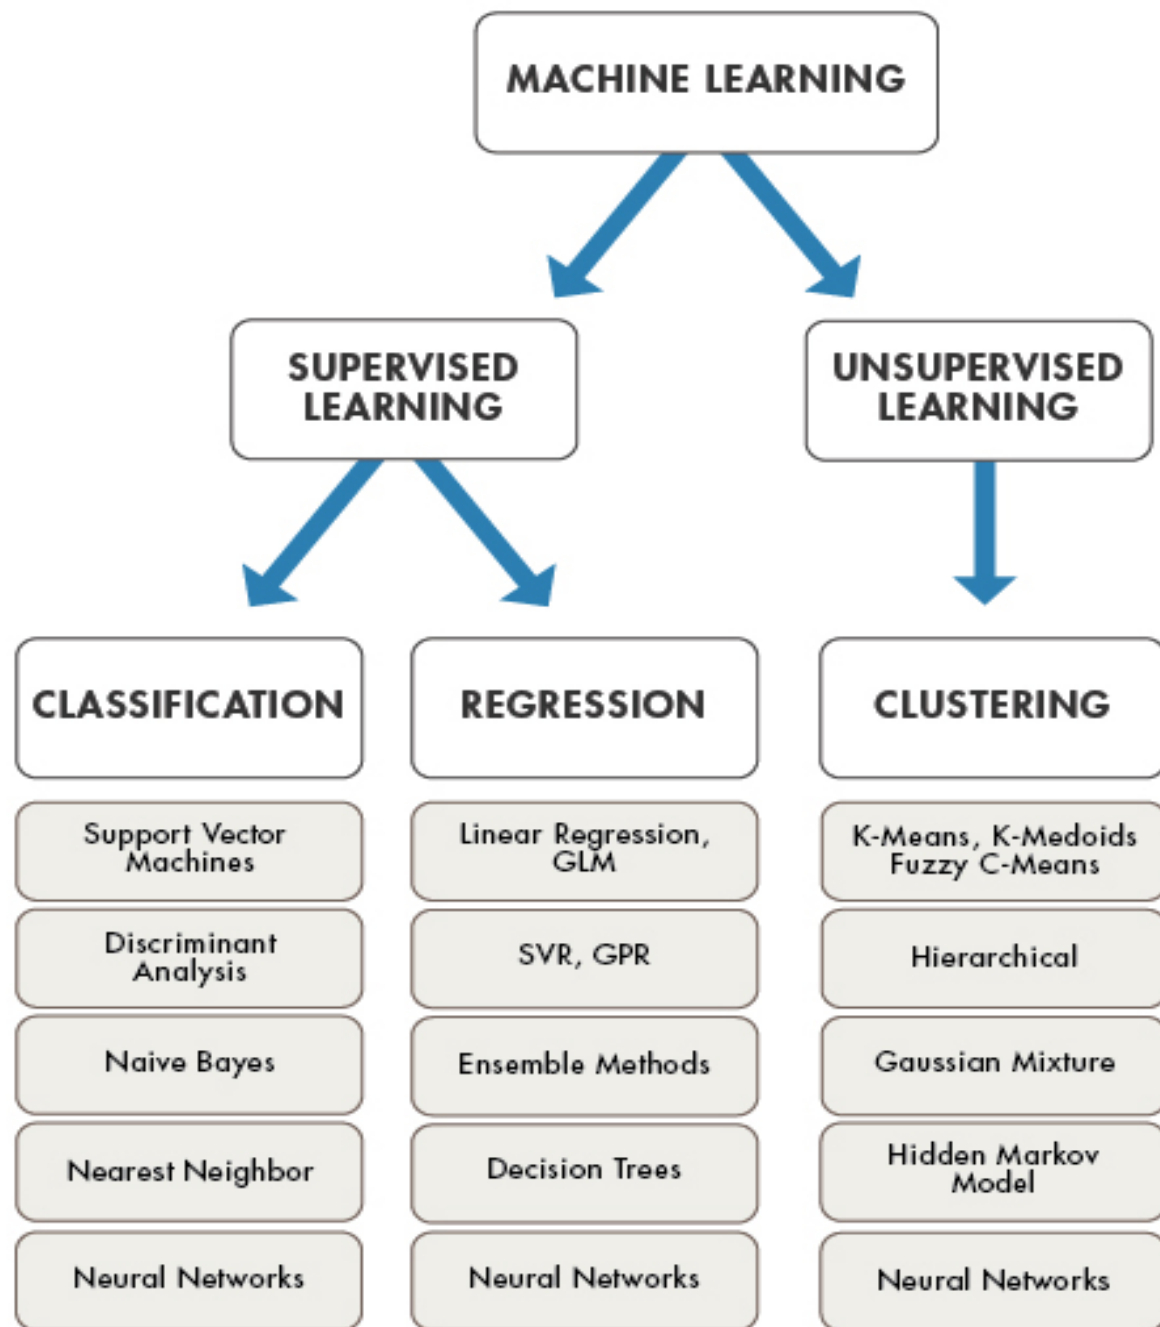 MACHINE LEARNING
SUPERVISED
LEARNING
UNSUPERVISED
LEARNING
CLASSIFICATION
REGRESSION
CLUSTERING
Support Vector
Machines
Linear Regression,
GLM
K-Means, K-Medoids
Fuzzy C-Means
Discriminant
Analysis
SVR, GPR
Hierarchical
Naive Bayes
Ensemble Methods
Gaussian Mixture
Nearest Neighbor
Decision Trees
Hidden Markov
Model
Neural Networks
Neural Networks
Neural Networks